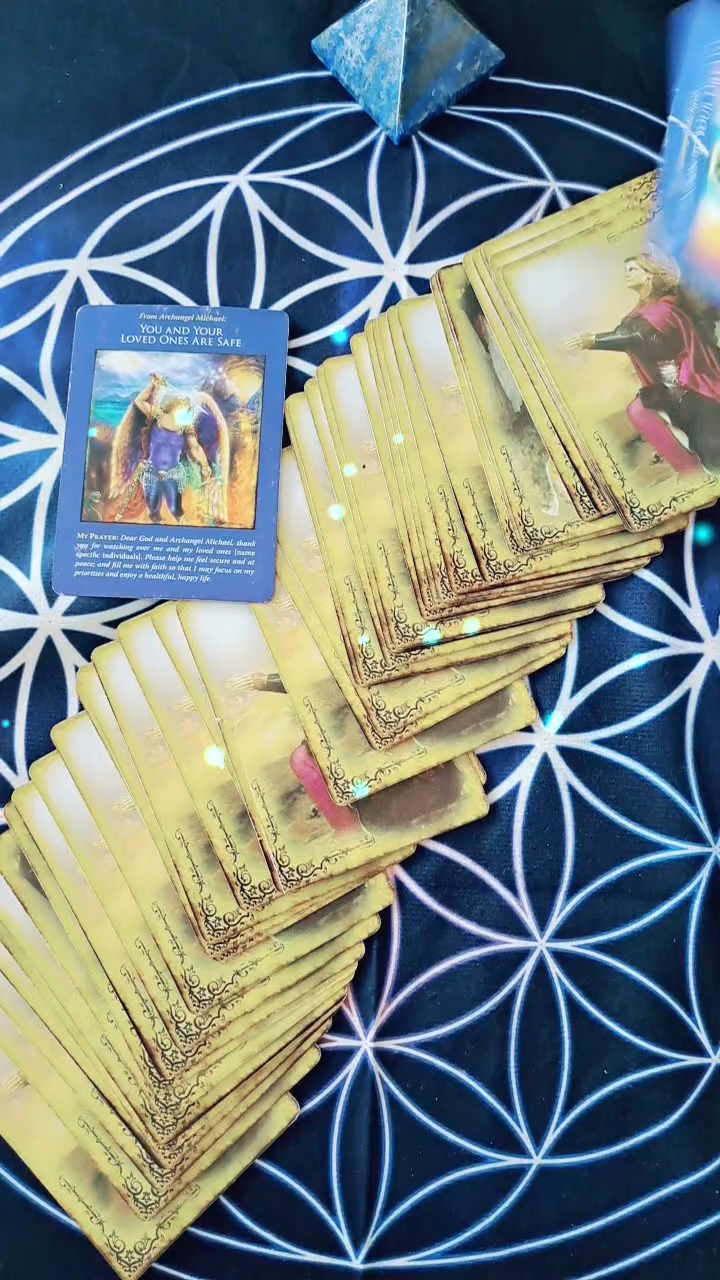 From Archangel Michael:
YOU AND YOUR
LOVED ONES ARE SAFE
MY PRAYER: Dear God and Archangel Michael, thank
you for watching over me and my loved ones [name
specific individuals]. Please help me feel secure and at
peace; and fill me with faith so that I may focus on my
priorities and enjoy a healthful, happy life.